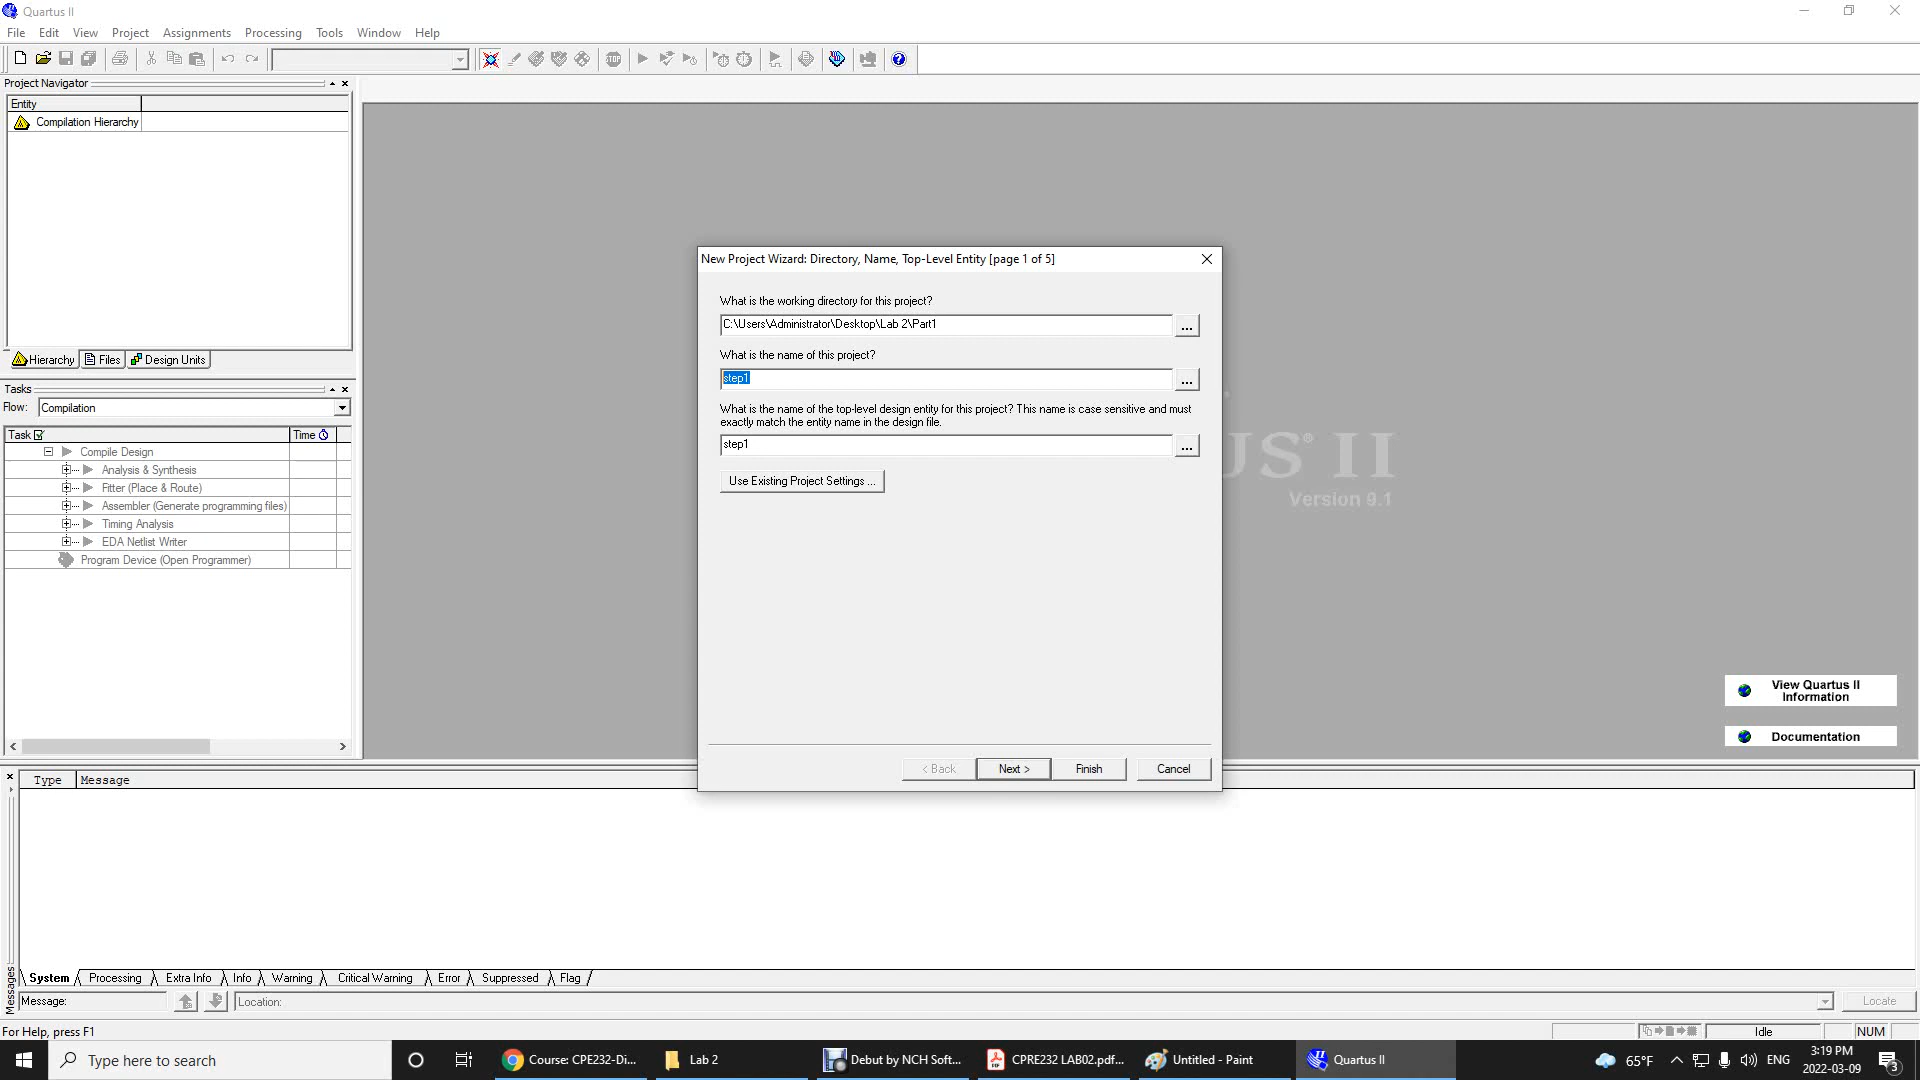 Quartus II
File Edit View Project Assignments Processing Tools Window Help
Project Navigator
Entity
Compilation Hierarchy
Hierarchy Files Design Units
Tasks
Flow: Compilation
Task Time
Compile Design
Analysis & Synthesis
Fitter (Place & Route)
Assembler (Generate programming files)
Timing Analysis
EDA Netlist Writer
Program Device (Open Programmer)
New Project Wizard: Directory, Name, Top-Level Entity [page 1 of 5]
What is the working directory for this project?
C:\Users\Administrator\Desktop\Lab 2\Part1
...
What is the name of this project?
step1
...
What is the name of the top-level design entity for this project? This name is case sensitive and must
exactly match the entity name in the design file.
step1
...
Use Existing Project Settings ...
< Back Next > Finish Cancel
US II
Version 9.1
View Quartus II
Information
Documentation
Type Message
System Processing Extra Info Info Warning Critical Warning Error Suppressed Flag
Messages
Message: Location: Locate
For Help, press F1
Idle NUM
Type here to search
Course: CPE232-Di...
Lab 2
Debut by NCH Soft...
CPRE232 LAB02.pdf...
Untitled - Paint
Quartus II
65°F
ENG
3:19 PM
2022-03-09
3